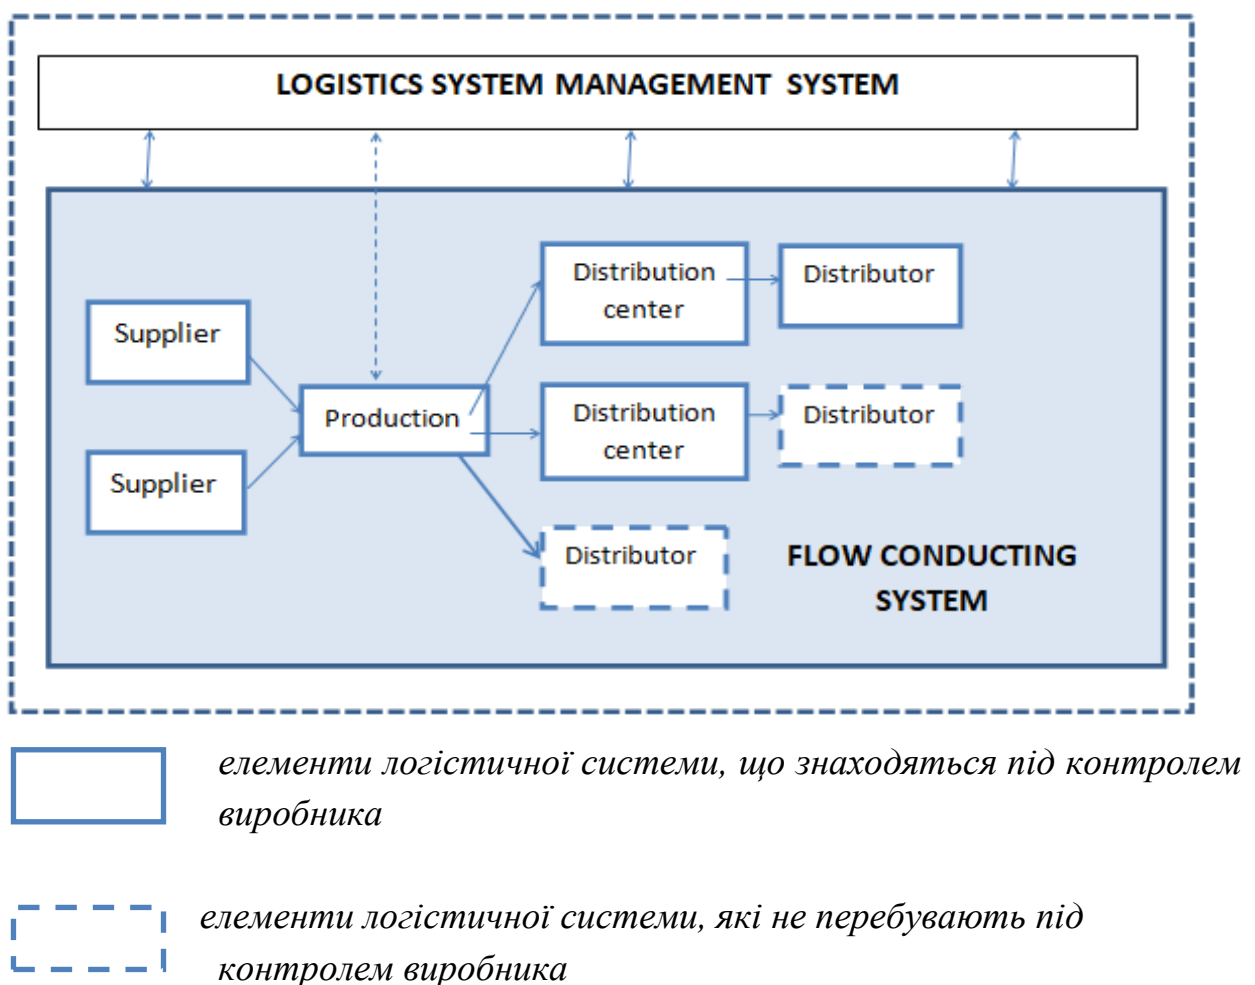 LOGISTICS SYSTEM MANAGEMENT SYSTEM
Distribution
center
Distributor
Supplier
Production
Distribution
center
Distributor
Supplier
Distributor
FLOW CONDUCTING
SYSTEM
елементи логістичної системи, що знаходяться під контролем
виробника
елементи логістичної системи, які не перебувають під
контролем виробника